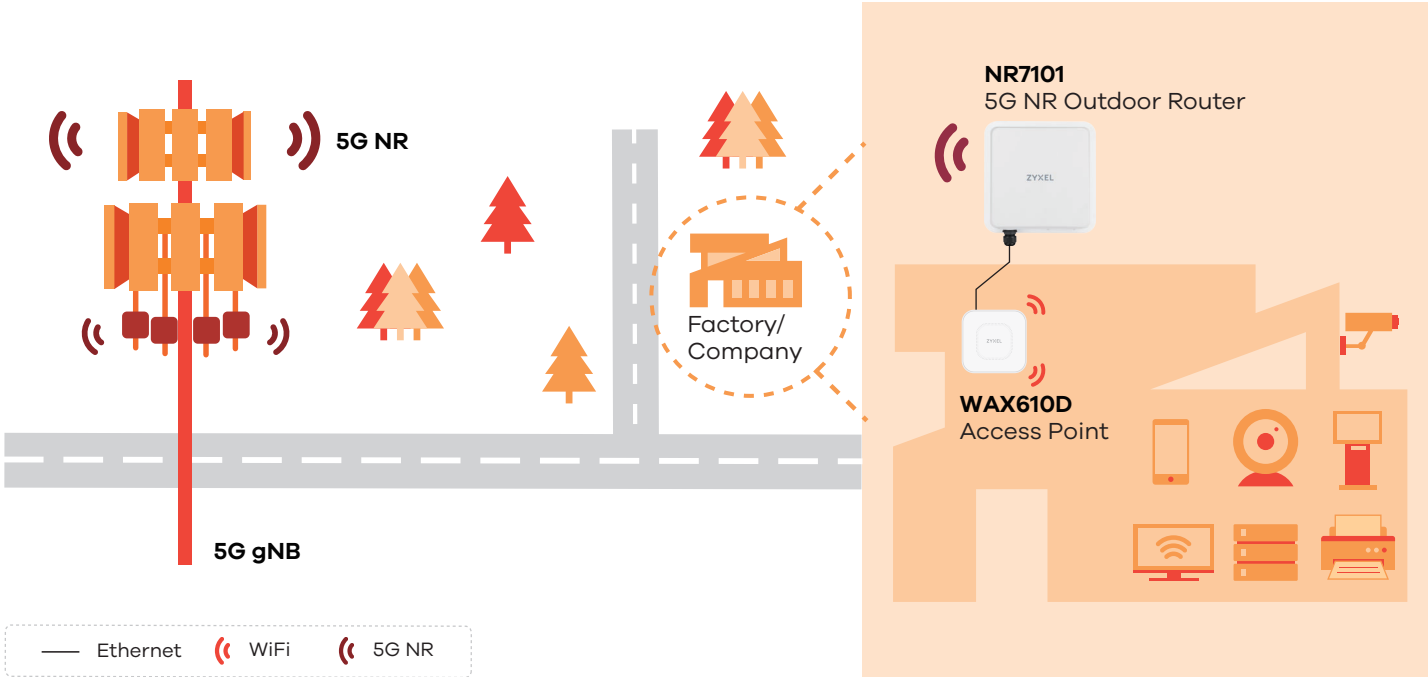 5G NR
5G gNB
Factory/
Company
NR7101
5G NR Outdoor Router
ZYXEL
ZYXEL
WAX610D
Access Point
Ethernet
WiFi
5G NR